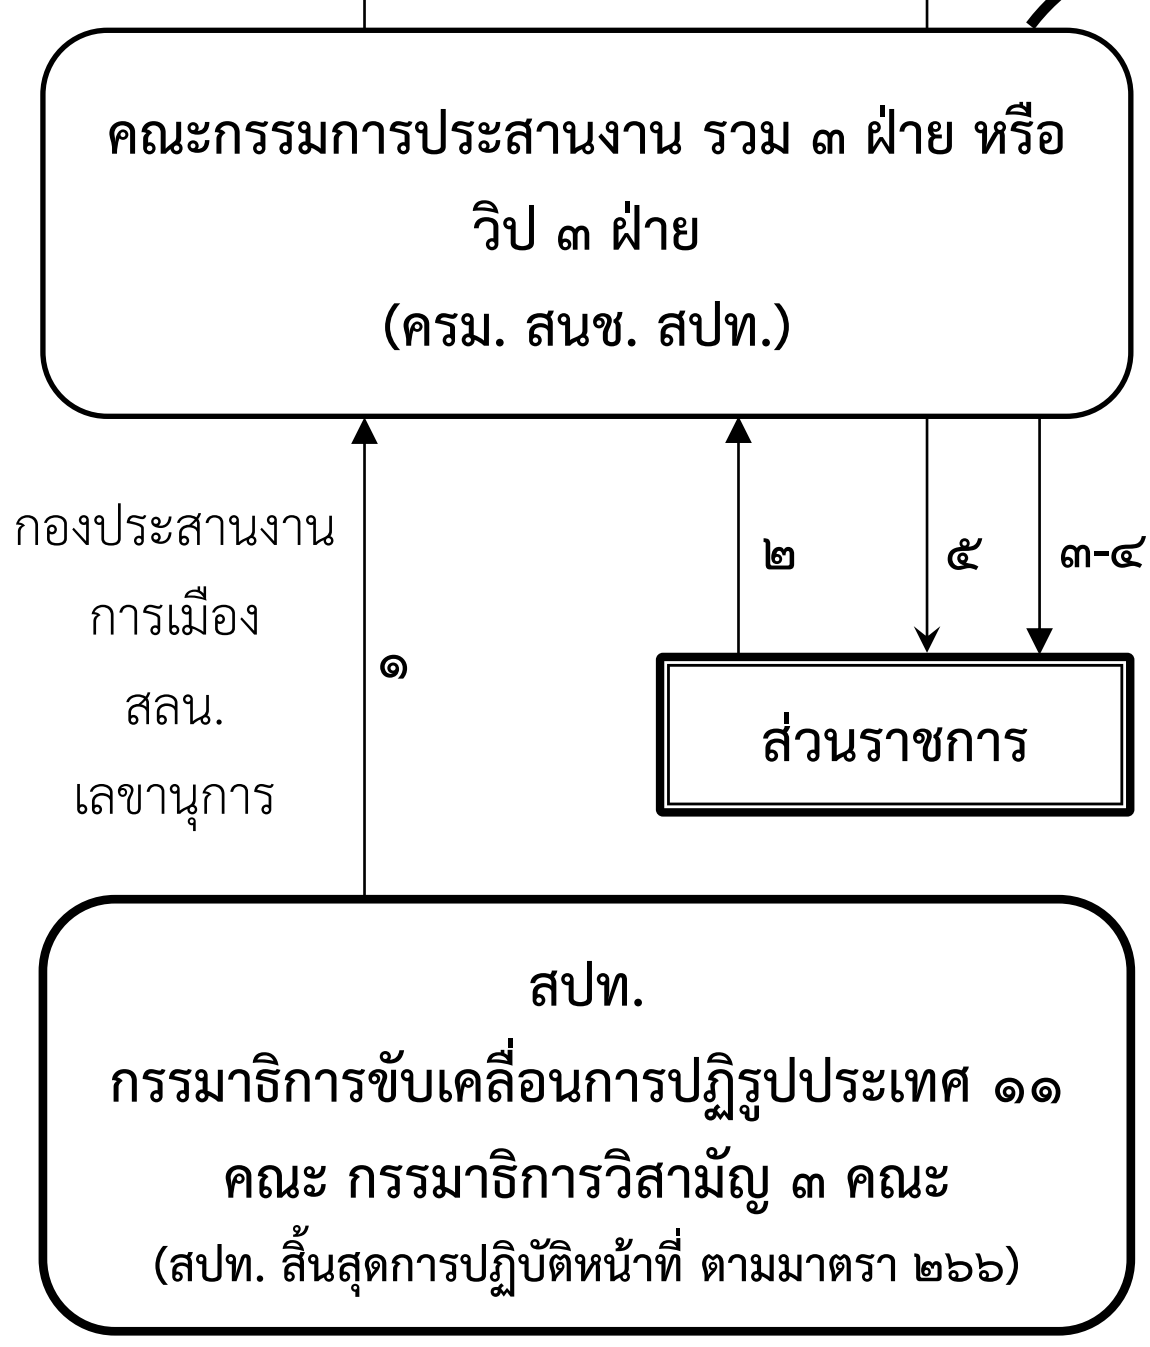 คณะกรรมการประสานงาน รวม ๓ ฝ่าย หรือ
วิป ๓ ฝ่าย
(ครม. สนช. สปท.)
กองประสานงาน
การเมือง
สลน.
เลขานุการ
๑
๒
๕
๓-๔
ส่วนราชการ
สปท.
กรรมาธิการขับเคลื่อนการปฏิรูปประเทศ ๑๑
คณะ กรรมาธิการวิสามัญ ๓ คณะ
(สปท. สิ้นสุดการปฏิบัติหน้าที่ ตามมาตรา ๒๖๖)